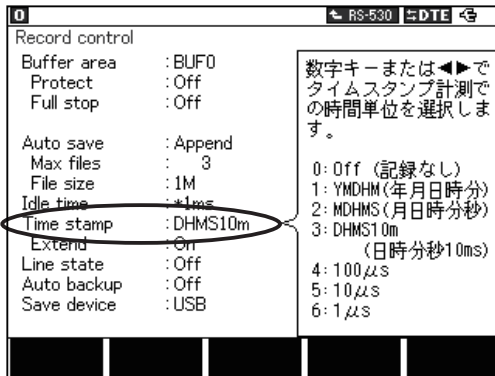 0 RS-530 DTE
Record control
Buffer area :BUF0
Protect :Off
Full stop :Off
Auto save :Append
Max files : 3
File size :1M
Idle time :*1ms
Time stamp :DHMS10m
Extend :On
Line state :Off
Auto backup :Off
Save device :USB
数字キーまたは◀▶で
タイムスタンプ計測で
の時間単位を選択しま
す。
0:Off (記録なし)
1:YMDHM(年月日時分)
2:MDHMS(月日時分秒)
3:DHMS10m
(日時分秒10ms)
4:100μs
5:10μs
6:1μs